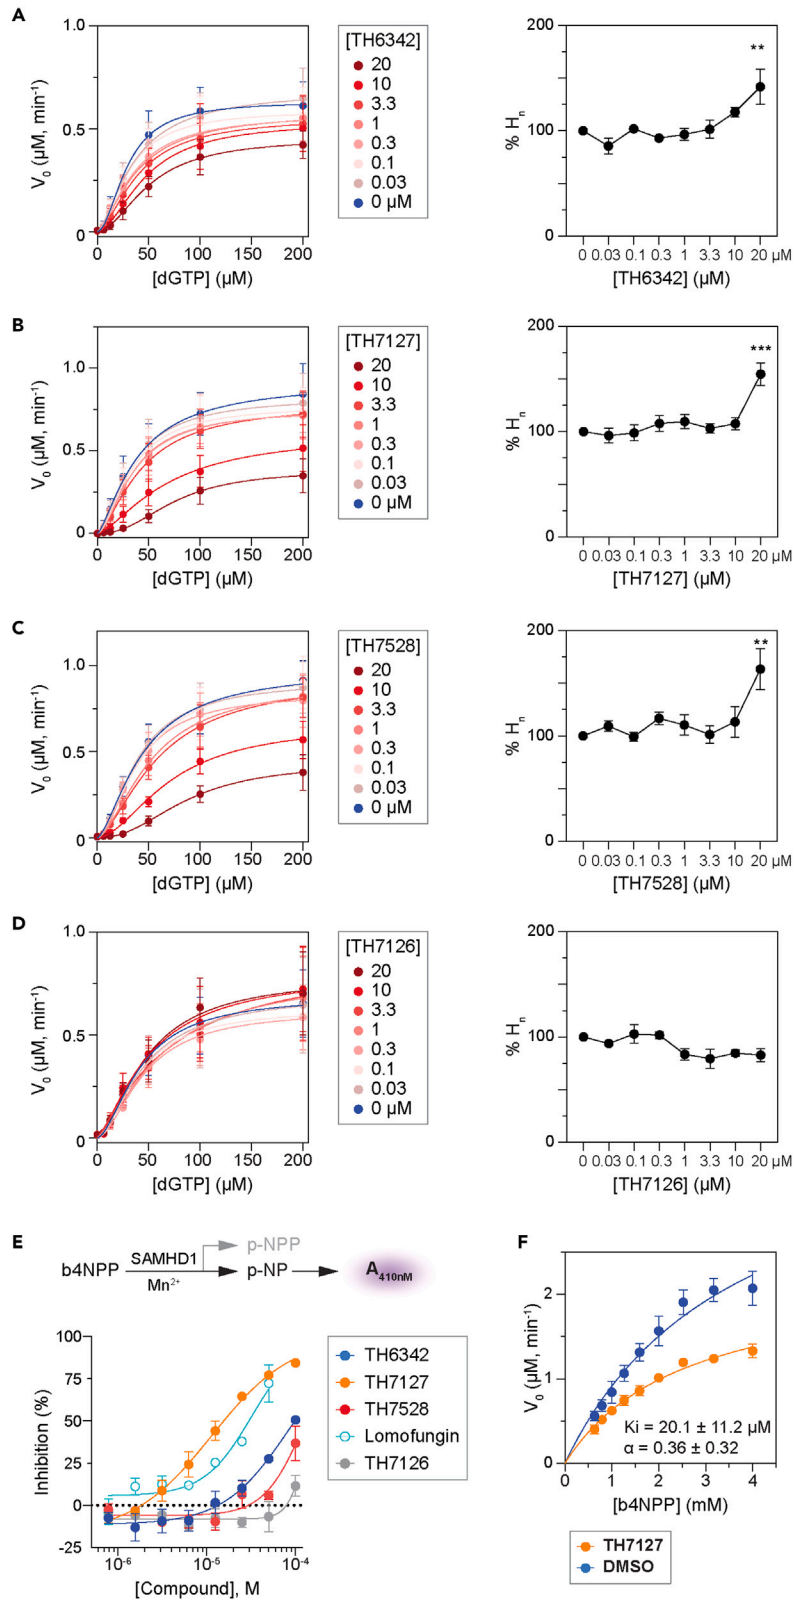 A
1.0
0.5
0
V0 (µM, min-1)
0 50 100 150 200
[dGTP] (µM)
[TH6342]
20
10
3.3
1
0.3
0.1
0.03
0 µM
200
100
0
% Hn
**
0 0.03 0.1 0.3 1 3.3 10 20 µM
[TH6342] (µM)
B
1.0
0.5
0
V0 (µM, min-1)
0 50 100 150 200
[dGTP] (µM)
[TH7127]
20
10
3.3
1
0.3
0.1
0.03
0 µM
200
100
0
% Hn
***
0 0.03 0.1 0.3 1 3.3 10 20 µM
[TH7127] (µM)
C
1.0
0.5
0
V0 (µM, min-1)
0 50 100 150 200
[dGTP] (µM)
[TH7528]
20
10
3.3
1
0.3
0.1
0.03
0 µM
200
100
0
% Hn
**
0 0.03 0.1 0.3 1 3.3 10 20 µM
[TH7528] (µM)
D
1.0
0.5
0
V0 (µM, min-1)
0 50 100 150 200
[dGTP] (µM)
[TH7126]
20
10
3.3
1
0.3
0.1
0.03
0 µM
200
100
0
% Hn
0 0.03 0.1 0.3 1 3.3 10 20 µM
[TH7126] (µM)
E
p-NPP
b4NPP SAMHD1 p-NP A410nM
Mn2+
100
75
50
25
0
-25
Inhibition (%)
10-6 10-5 10-4
[Compound], M
TH6342
TH7127
TH7528
Lomofungin
TH7126
F
2
1
0
V0 (µM, min-1)
Ki = 20.1 ± 11.2 µM
α = 0.36 ± 0.32
0 1 2 3 4
[b4NPP] (mM)
TH7127
DMSO